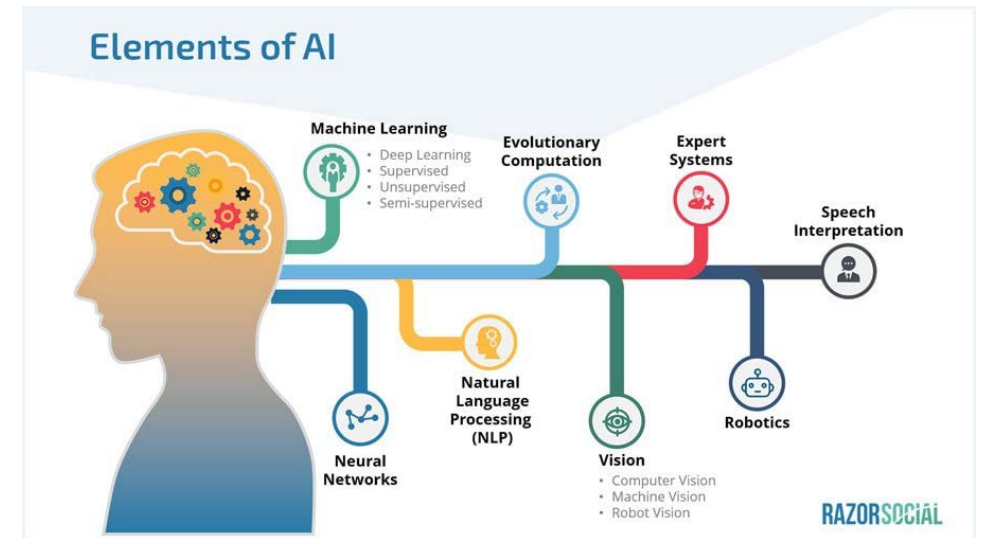 Elements of AI
Machine Learning
• Deep Learning
• Supervised
• Unsupervised
• Semi-supervised
Evolutionary
Computation
Expert
Systems
Speech
Interpretation
Neural
Networks
Natural
Language
Processing
(NLP)
Vision
• Computer Vision
• Machine Vision
• Robot Vision
Robotics
RAZORSOCIAL